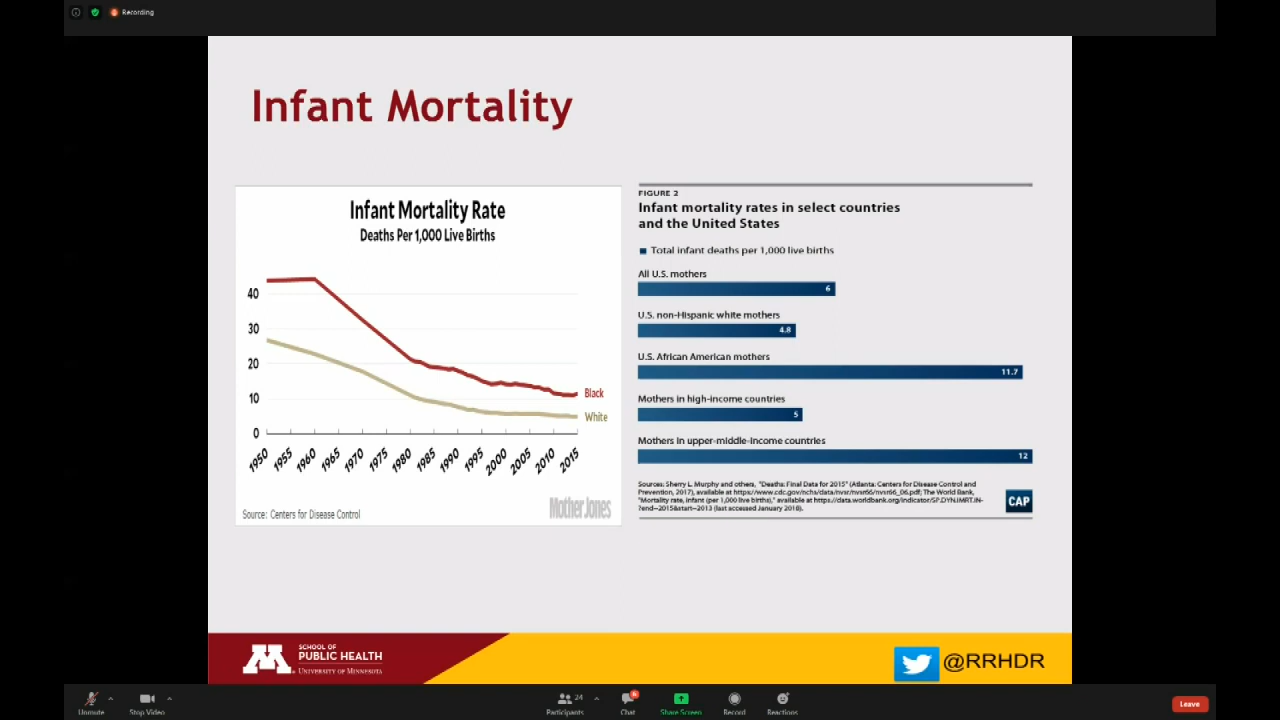 Recording
Infant Mortality
Infant Mortality Rate
Deaths Per 1,000 Live Births
40
30
20
10
0
Black
White
1950 1955 1960 1965 1970 1975 1980 1985 1990 1995 2000 2005 2010 2015
Mother Jones
Source: Centers for Disease Control
FIGURE 2
Infant mortality rates in select countries
and the United States
Total infant deaths per 1,000 live births
All U.S. mothers
6
U.S. non-Hispanic white mothers
4.8
U.S. African American mothers
11.7
Mothers in high-income countries
5
Mothers in upper-middle-income countries
12
Sources: Sherry L. Murphy and others, "Deaths: Final Data for 2015" (Atlanta: Centers for Disease Control and
Prevention, 2017), available at https://www.cdc.gov/nchs/data/nvsr/nvsr66/nvsr66_06.pdf; The World Bank,
"Mortality rate, infant (per 1,000 live births)," available at https://data.worldbank.org/indicator/SP.DYN.IMRT.IN-
?end=2015&start=2013 (last accessed January 2018).
CAP
M
SCHOOL OF
PUBLIC HEALTH
UNIVERSITY OF MINNESOTA
@RRHDR
Unmute
Stop Video
24
Participants
Chat
Share Screen
Record
Reactions
Leave